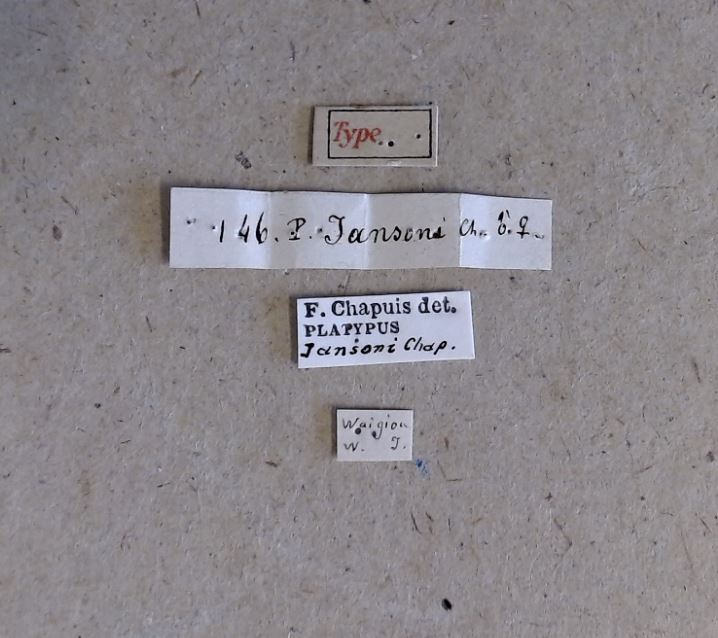 Type
146. P. Jansoni Ch. ♂. ♀.
F. Chapuis det.
PLATYPUS
Jansoni Chap.
Waigiou
W. J.